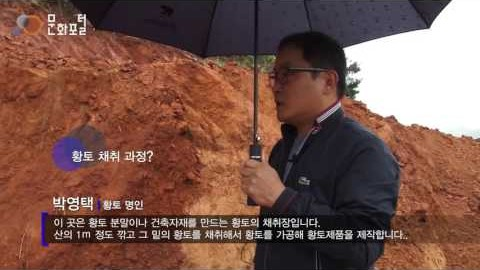 문화포털
황토 채취 과정?
박영택 황토 명인
이 곳은 황토 분말이나 건축자재를 만드는 황토의 채취장입니다.
산의 1m 정도 깎고 그 밑의 황토를 채취해서 황토를 가공해 황토제품을 제작합니다..